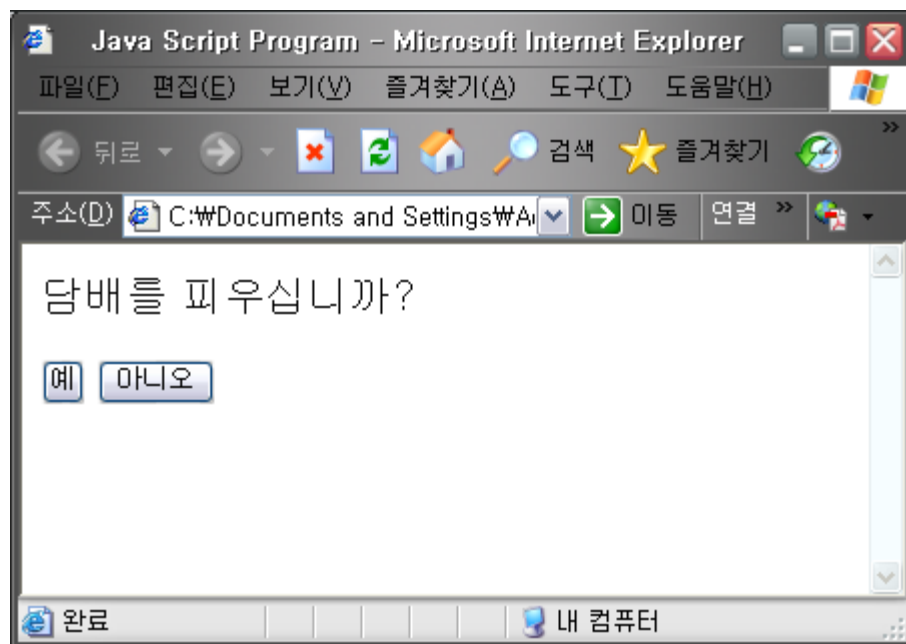 Java Script Program - Microsoft Internet Explorer
파일(F) 편집(E) 보기(V) 즐겨찾기(A) 도구(T) 도움말(H)
뒤로 검색 즐겨찾기 »
주소(D) C:₩Documents and Settings₩ 이동 연결 »
담배를 피우십니까?
예 아니오
완료 내 컴퓨터